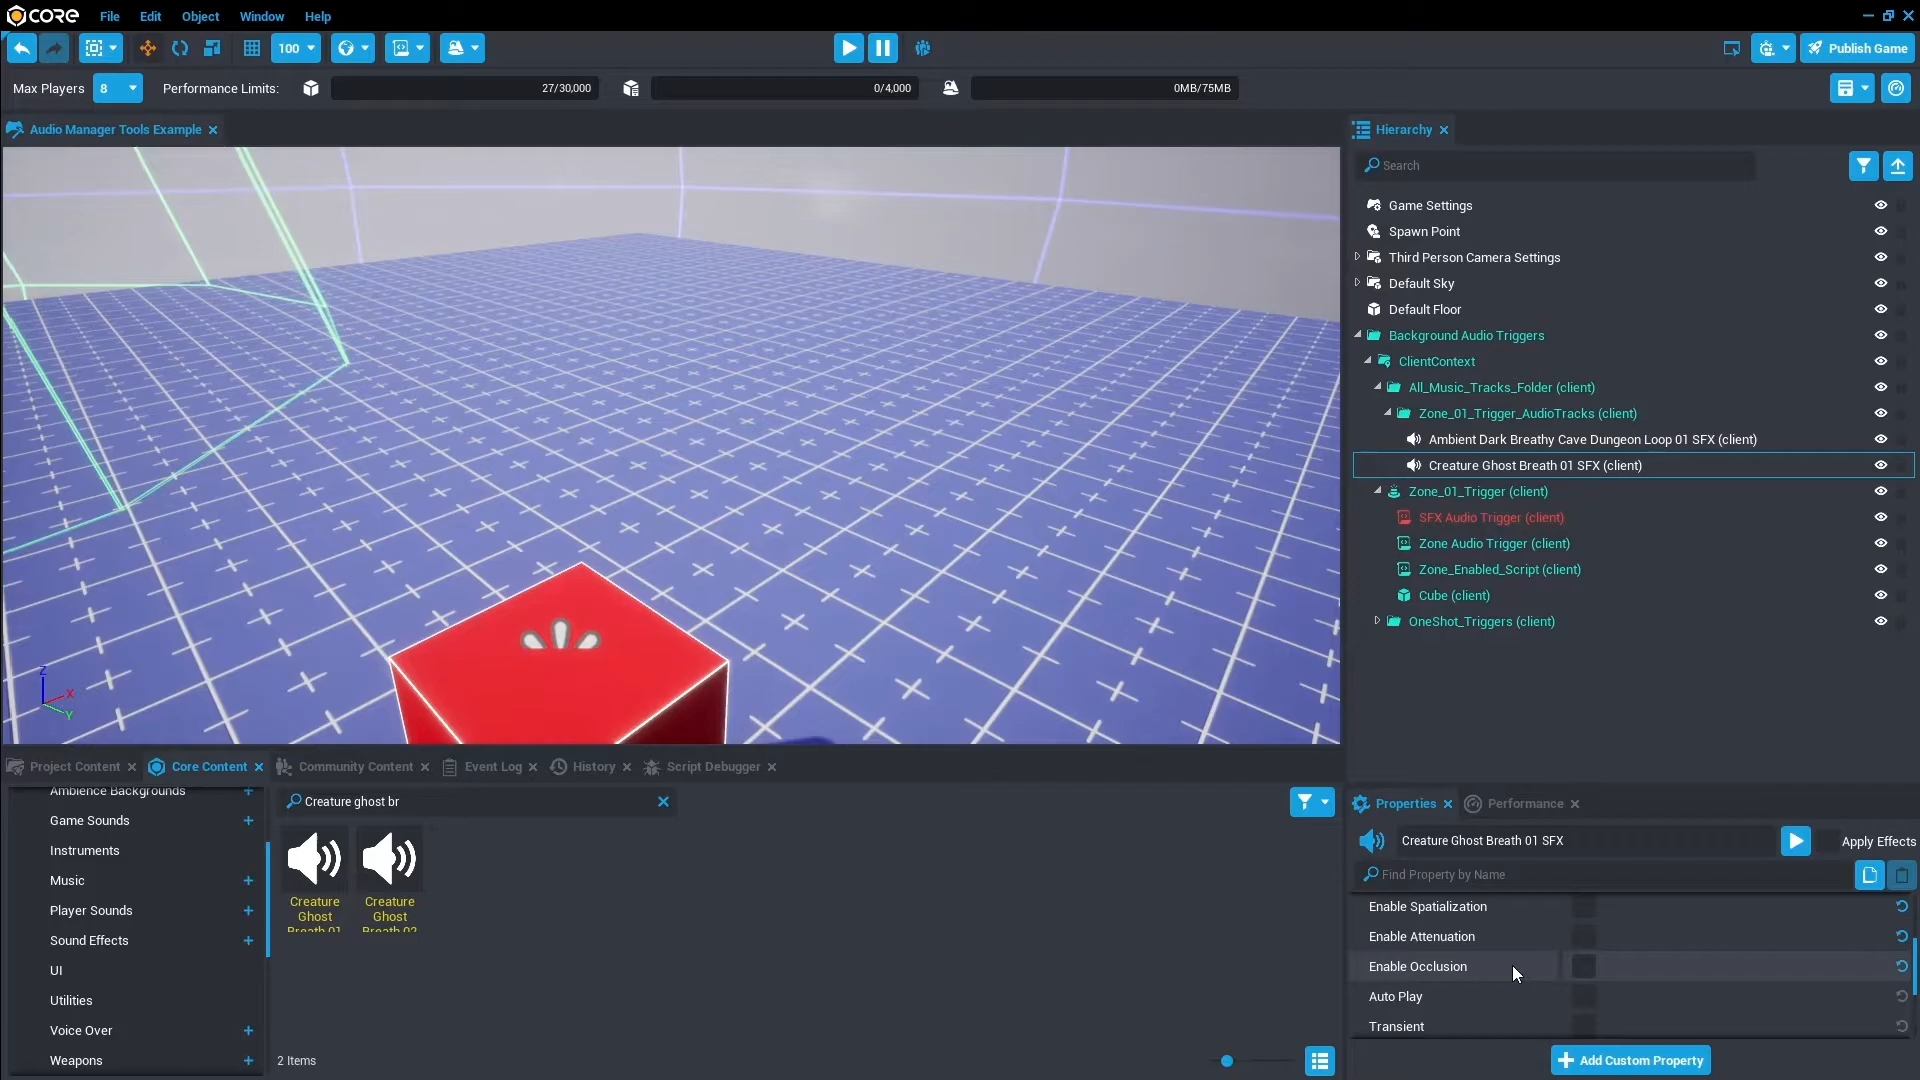 CORE File Edit Object Window Help
100 Publish Game
Max Players 8 Performance Limits: 27/30,000 0/4,000 0MB/75MB
Audio Manager Tools Example
Z
X
Y
Hierarchy
Search
Game Settings
Spawn Point
Third Person Camera Settings
Default Sky
Default Floor
Background Audio Triggers
ClientContext
All_Music_Tracks_Folder (client)
Zone_01_Trigger_AudioTracks (client)
Ambient Dark Breathy Cave Dungeon Loop 01 SFX (client)
Creature Ghost Breath 01 SFX (client)
Zone_01_Trigger (client)
SFX Audio Trigger (client)
Zone Audio Trigger (client)
Zone_Enabled_Script (client)
Cube (client)
OneShot_Triggers (client)
Project Content Core Content Community Content Event Log History Script Debugger
Ambience Backgrounds
Game Sounds
Instruments
Music
Player Sounds
Sound Effects
UI
Utilities
Voice Over
Weapons
Creature ghost br
Creature
Ghost
Breath 01
Creature
Ghost
Breath 02
2 Items
Properties Performance
Creature Ghost Breath 01 SFX Apply Effects
Find Property by Name
Enable Spatialization
Enable Attenuation
Enable Occlusion
Auto Play
Transient
Add Custom Property